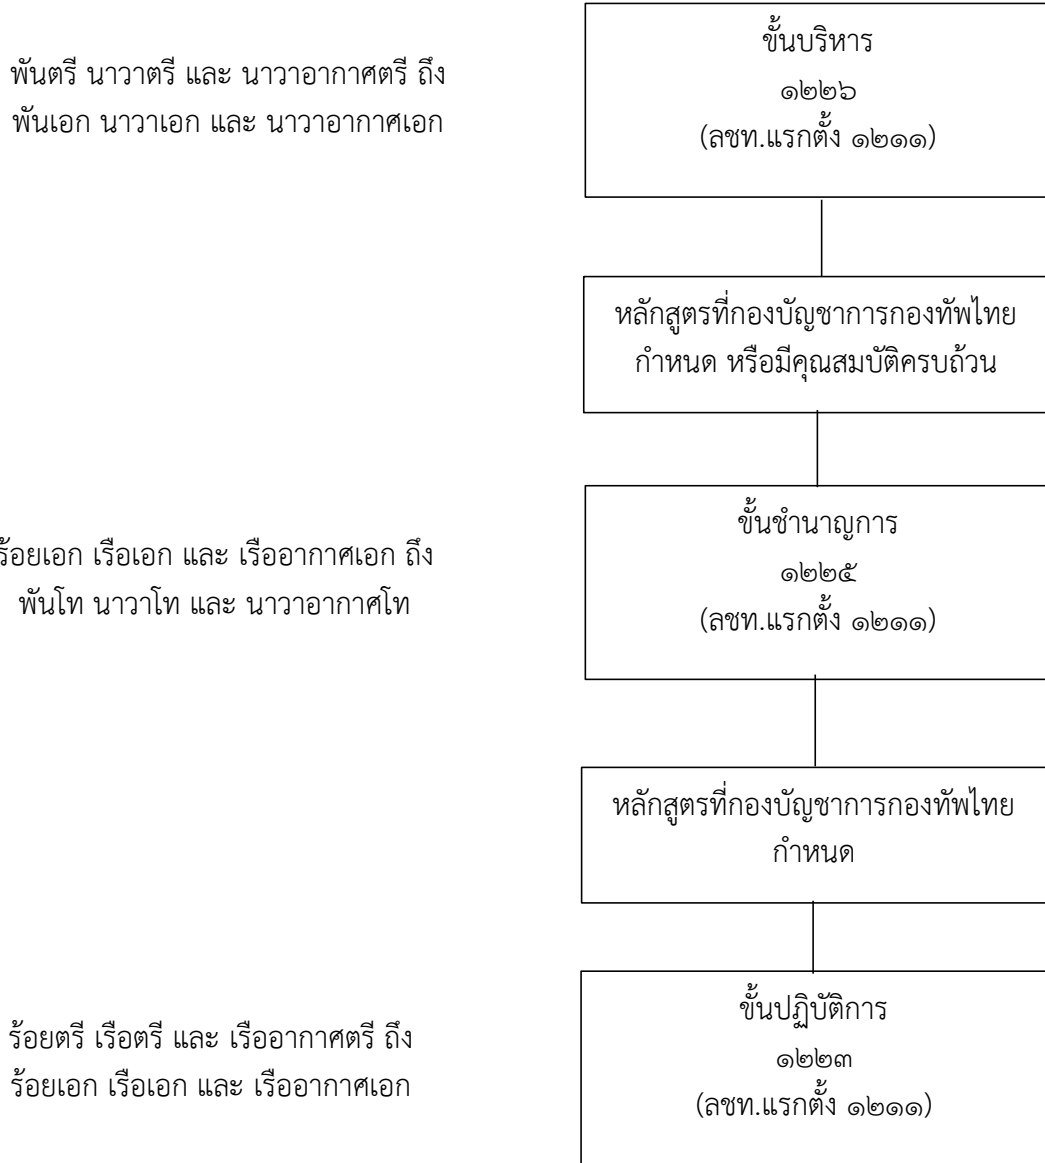 ขั้นบริหาร
๑๒๒๖
(ลชท.แรกตั้ง ๑๒๑๑)
พันตรี นาวาตรี และ นาวาอากาศตรี ถึง
พันเอก นาวาเอก และ นาวาอากาศเอก
หลักสูตรที่กองบัญชาการกองทัพไทย
กำหนด หรือมีคุณสมบัติครบถ้วน
ขั้นชำนาญการ
๑๒๒๕
(ลชท.แรกตั้ง ๑๒๑๑)
ร้อยเอก เรือเอก และ เรืออากาศเอก ถึง
พันโท นาวาโท และ นาวาอากาศโท
หลักสูตรที่กองบัญชาการกองทัพไทย
กำหนด
ขั้นปฏิบัติการ
๑๒๒๓
(ลชท.แรกตั้ง ๑๒๑๑)
ร้อยตรี เรือตรี และ เรืออากาศตรี ถึง
ร้อยเอก เรือเอก และ เรืออากาศเอก